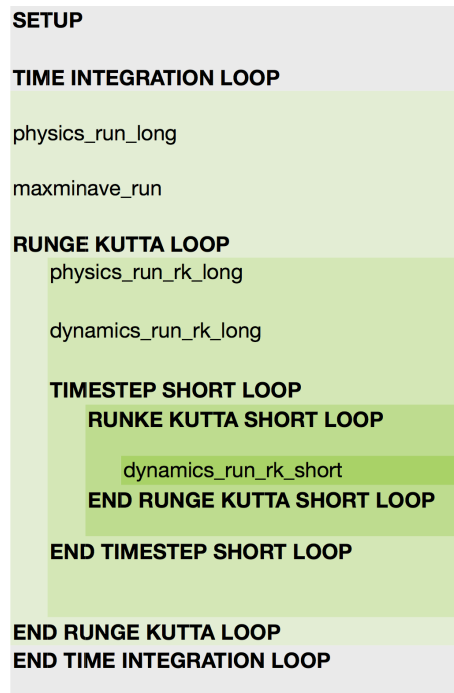 SETUP
TIME INTEGRATION LOOP
physics_run_long
maxminave_run
RUNGE KUTTA LOOP
physics_run_rk_long
dynamics_run_rk_long
TIMESTEP SHORT LOOP
RUNKE KUTTA SHORT LOOP
dynamics_run_rk_short
END RUNGE KUTTA SHORT LOOP
END TIMESTEP SHORT LOOP
END RUNGE KUTTA LOOP
END TIME INTEGRATION LOOP